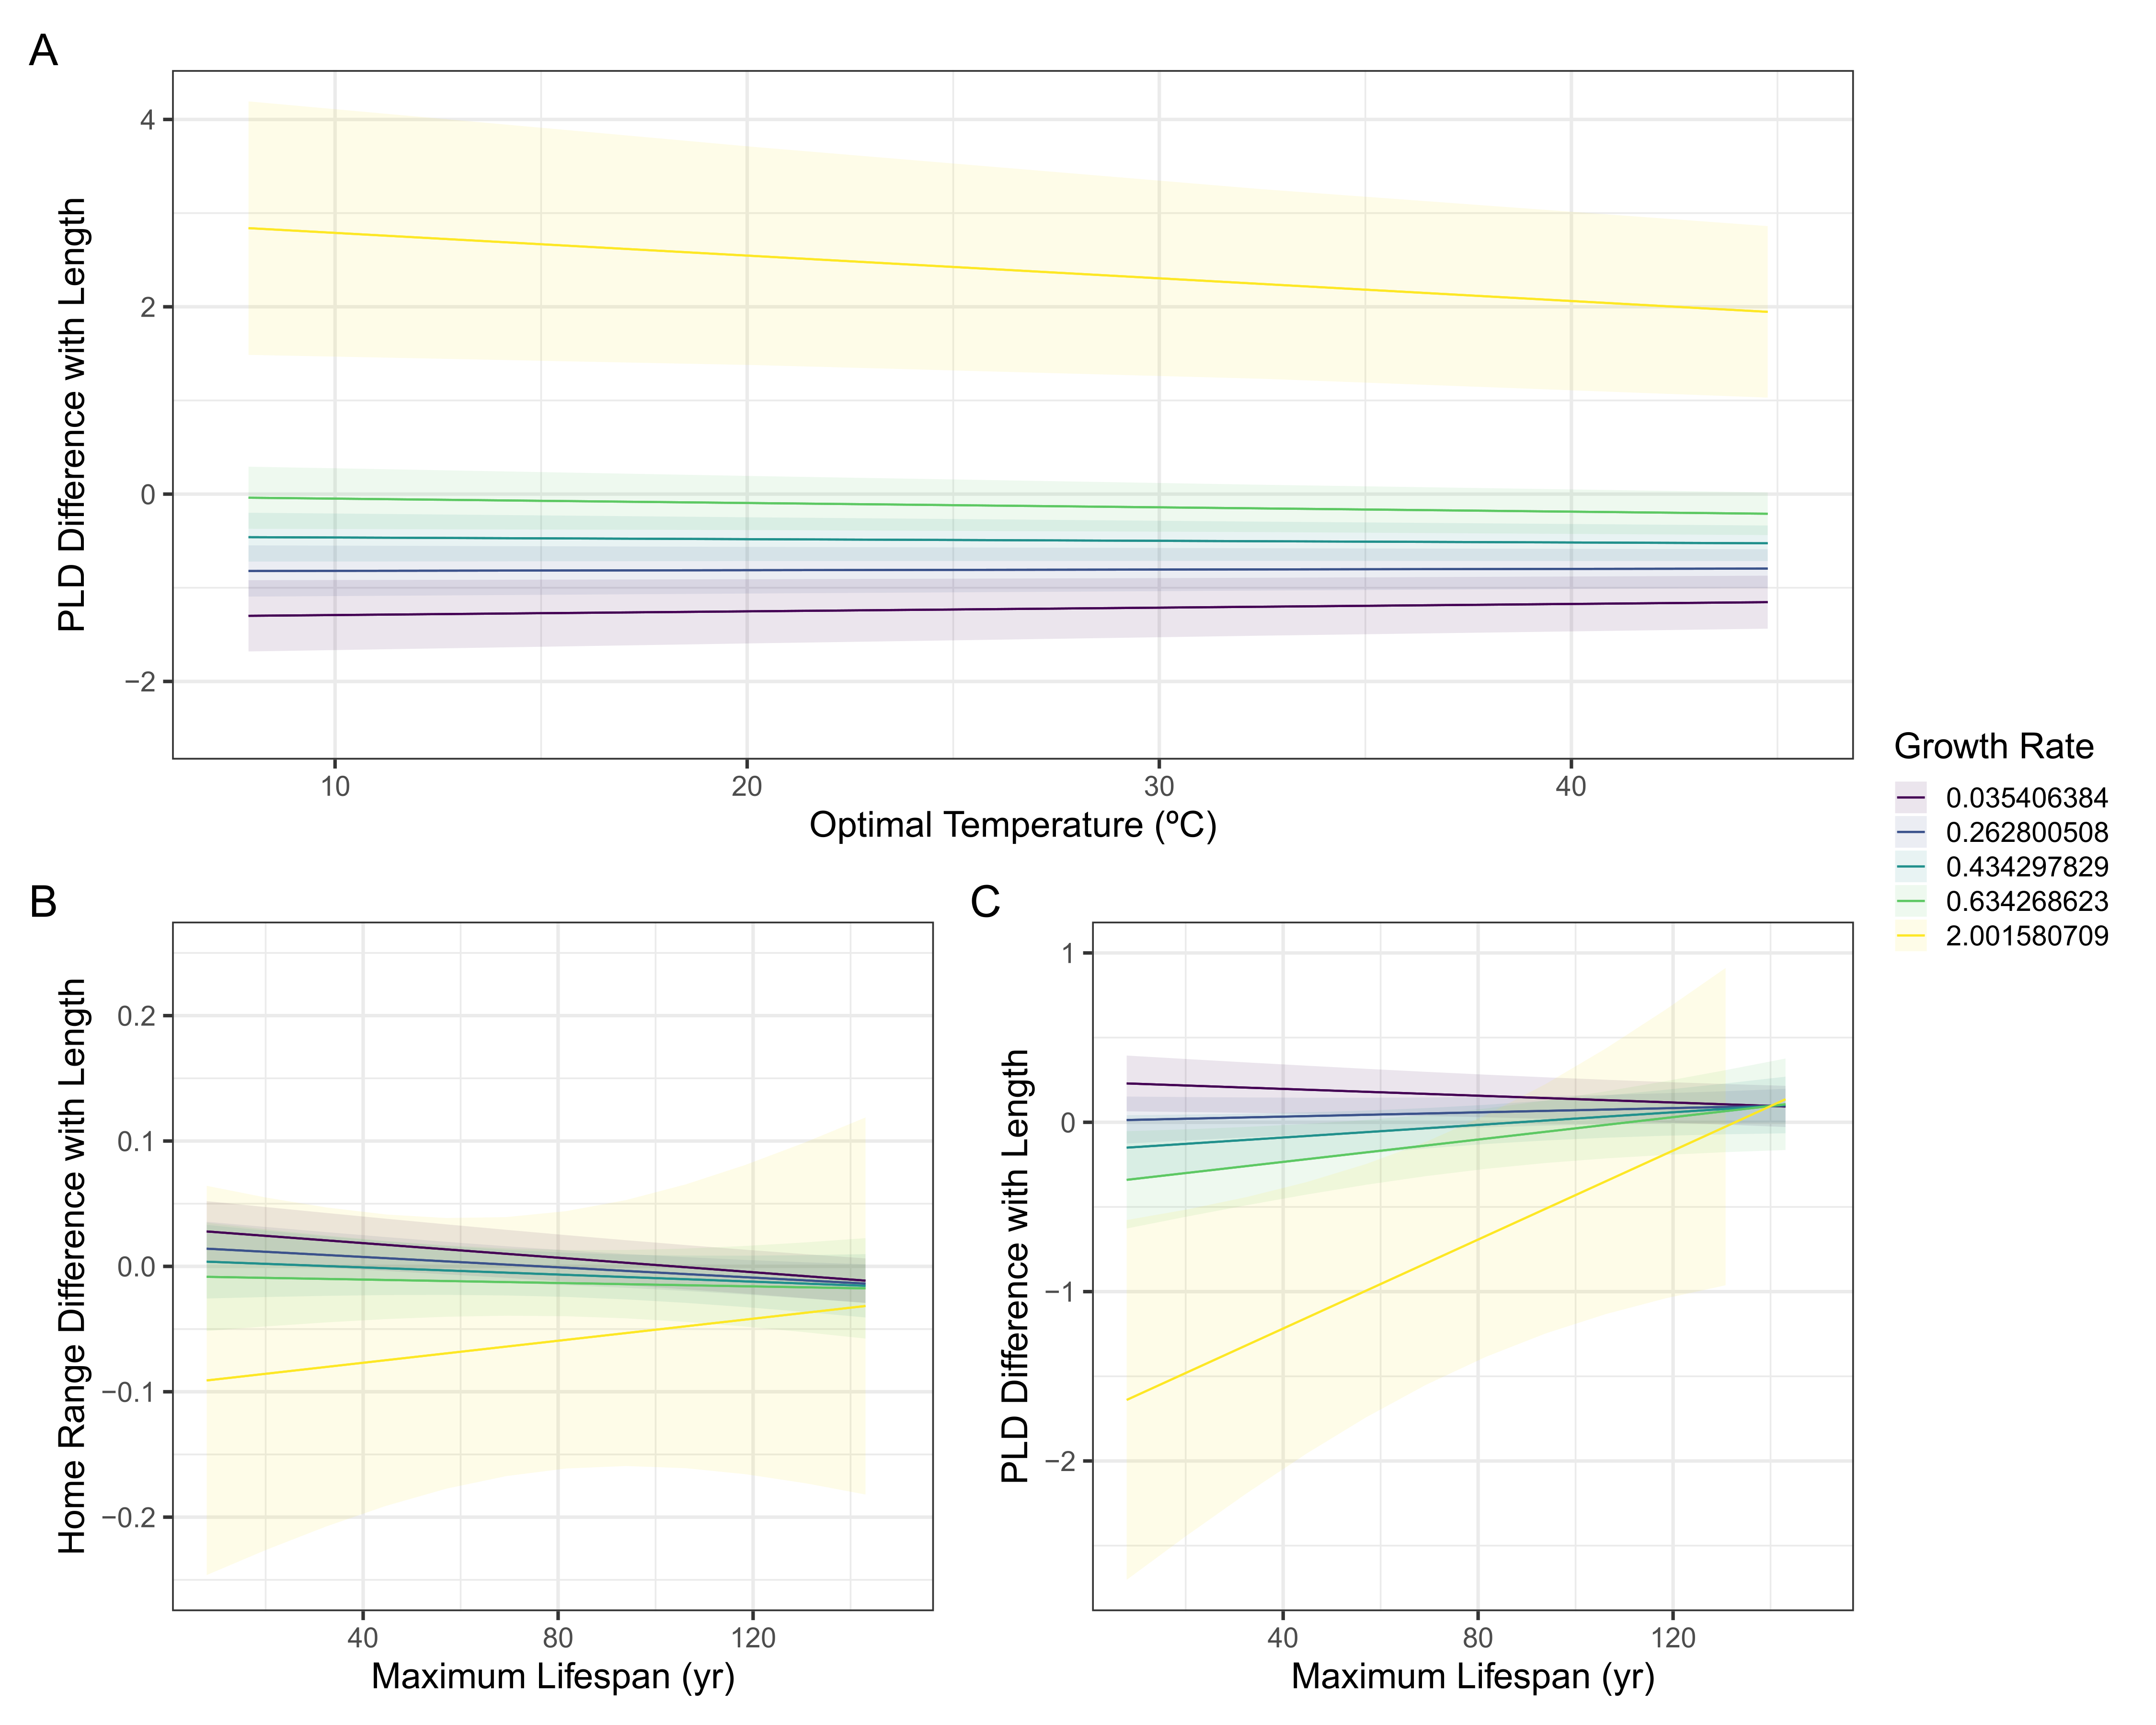 A
PLD Difference with Length
4
2
0
−2
10
20
30
40
Optimal Temperature (ºC)
Growth Rate
0.035406384
0.262800508
0.434297829
0.634268623
2.001580709
B
Home Range Difference with Length
0.2
0.1
0.0
−0.1
−0.2
40
80
120
Maximum Lifespan (yr)
C
PLD Difference with Length
1
0
−1
−2
40
80
120
Maximum Lifespan (yr)